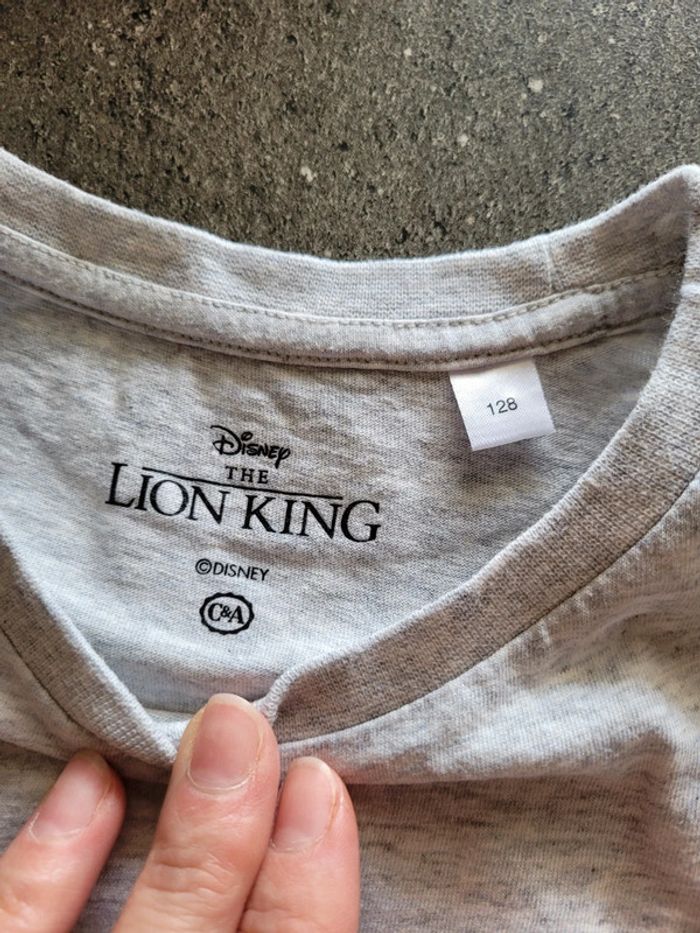 Disney
THE
LION KING
©DISNEY
C&A
128